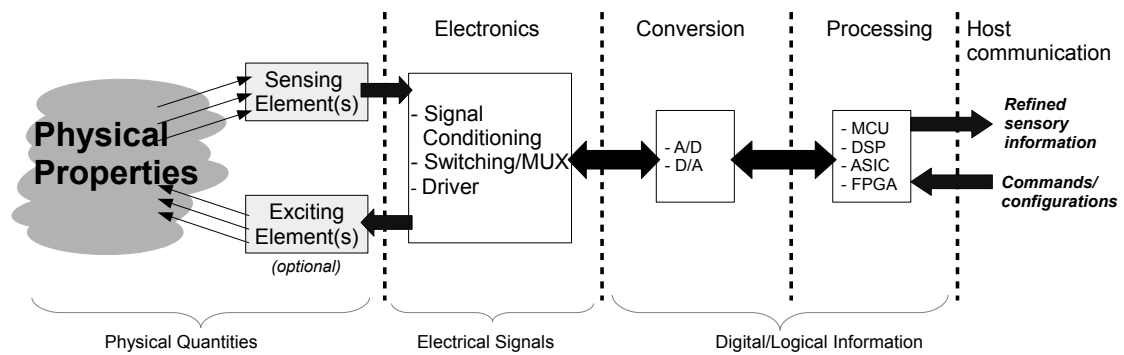 Electronics
Conversion
Processing
Host
communication
Sensing
Element(s)
Physical
Properties
Exciting
Element(s)
(optional)
- Signal
Conditioning
- Switching/MUX
- Driver
- A/D
- D/A
- MCU
- DSP
- ASIC
- FPGA
Refined
sensory
information
Commands/
configurations
Physical Quantities
Electrical Signals
Digital/Logical Information